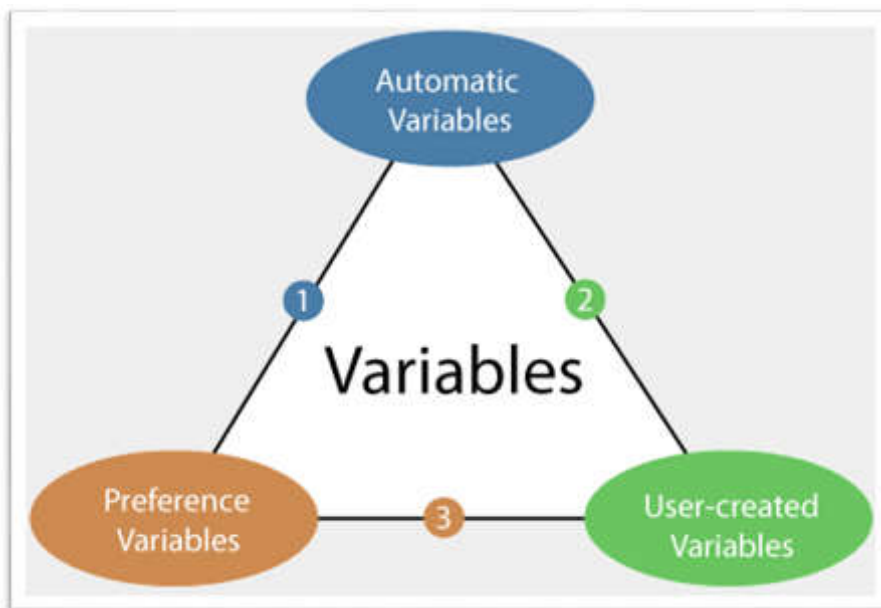 Automatic
Variables
1
2
Variables
Preference
Variables
3
User-created
Variables